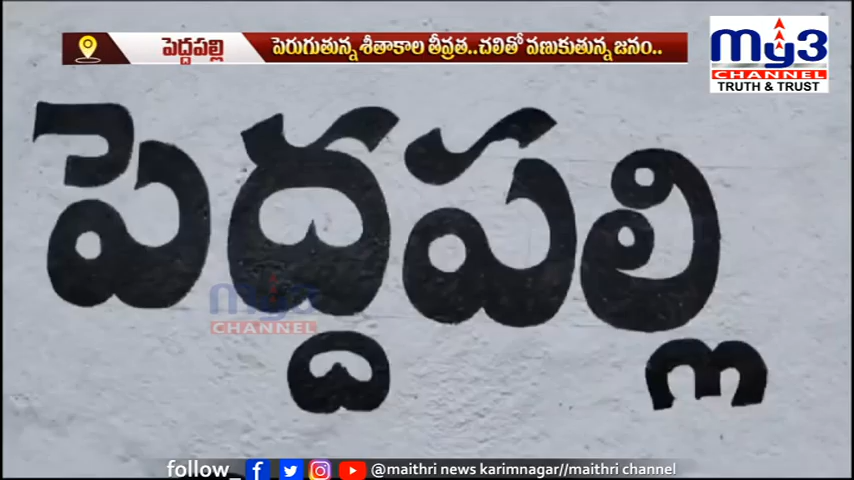 పెద్దపల్లి పెరుగుతున్న శీతాకాల తీవ్రత..చలితో వణుకుతున్న జనం..
my3
CHANNEL
TRUTH & TRUST
పెద్దపల్లి
my3
CHANNEL
follow_ @maithri news karimnagar//maithri channel